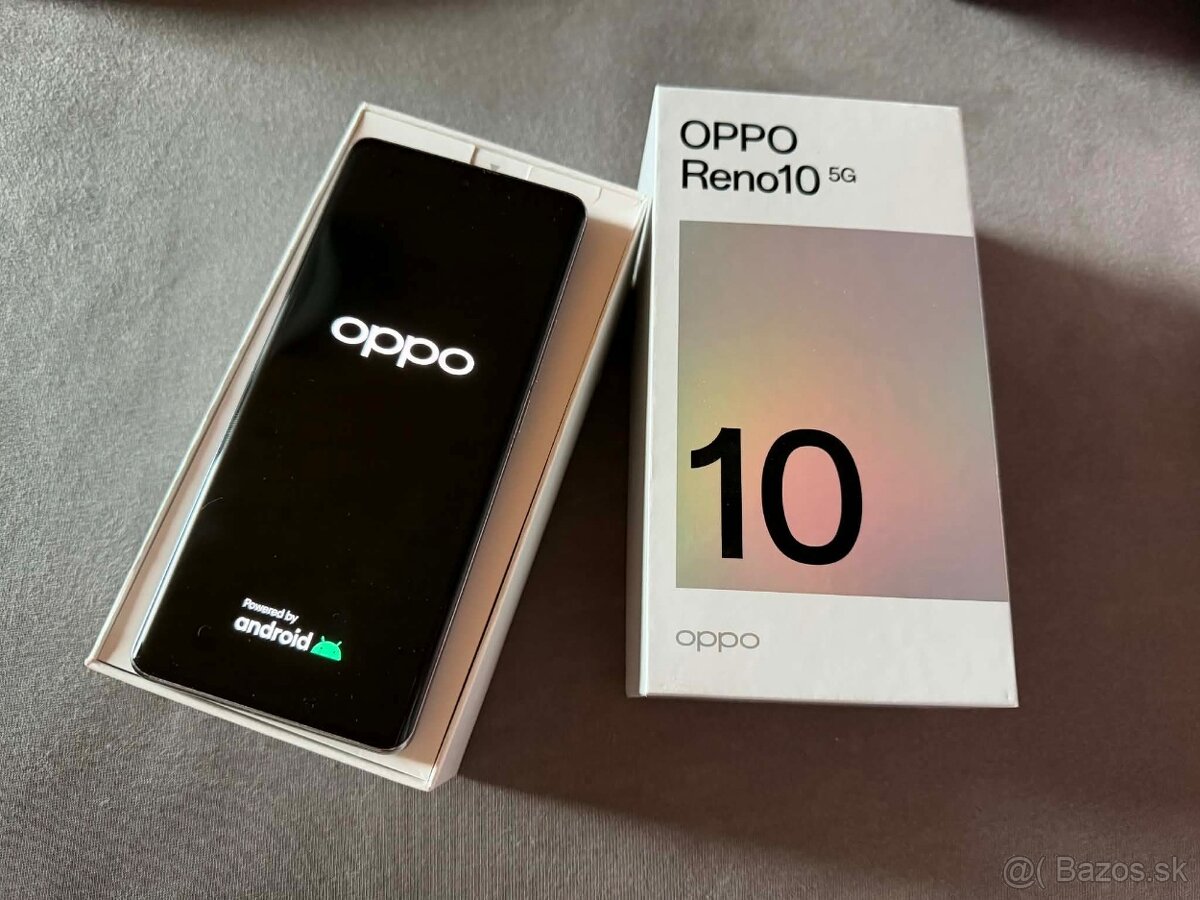 oppo
Powered by
android
OPPO
Reno10 5G
10
oppo
@( Bazos.sk